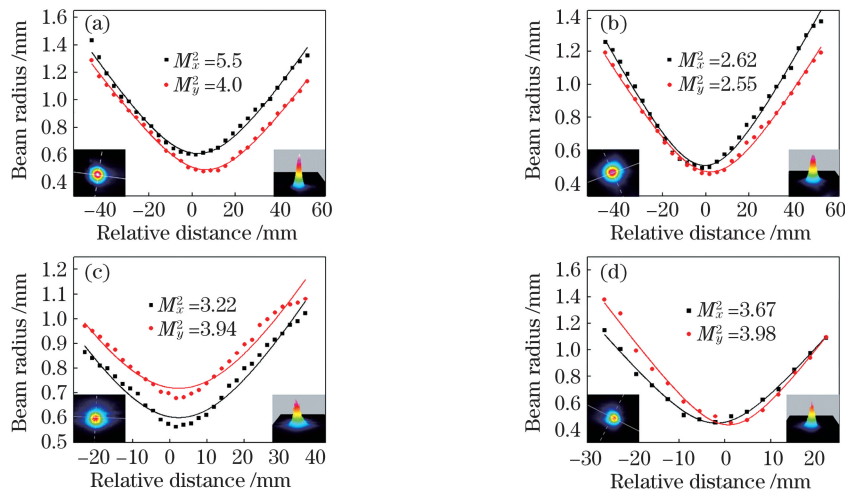 (a)
M²x=5.5
M²y=4.0
Beam radius /mm
1.6
1.4
1.2
1.0
0.8
0.6
0.4
−40 −20 0 20 40 60
Relative distance /mm
(b)
M²x=2.62
M²y=2.55
Beam radius /mm
1.4
1.2
1.0
0.8
0.6
0.4
−40 −20 0 20 40 60
Relative distance /mm
(c)
M²x=3.22
M²y=3.94
Beam radius /mm
1.2
1.1
1.0
0.9
0.8
0.7
0.6
0.5
−20 −10 0 10 20 30 40
Relative distance /mm
(d)
M²x=3.67
M²y=3.98
Beam radius /mm
1.6
1.4
1.2
1.0
0.8
0.6
0.4
−30 −20 −10 0 10 20
Relative distance /mm